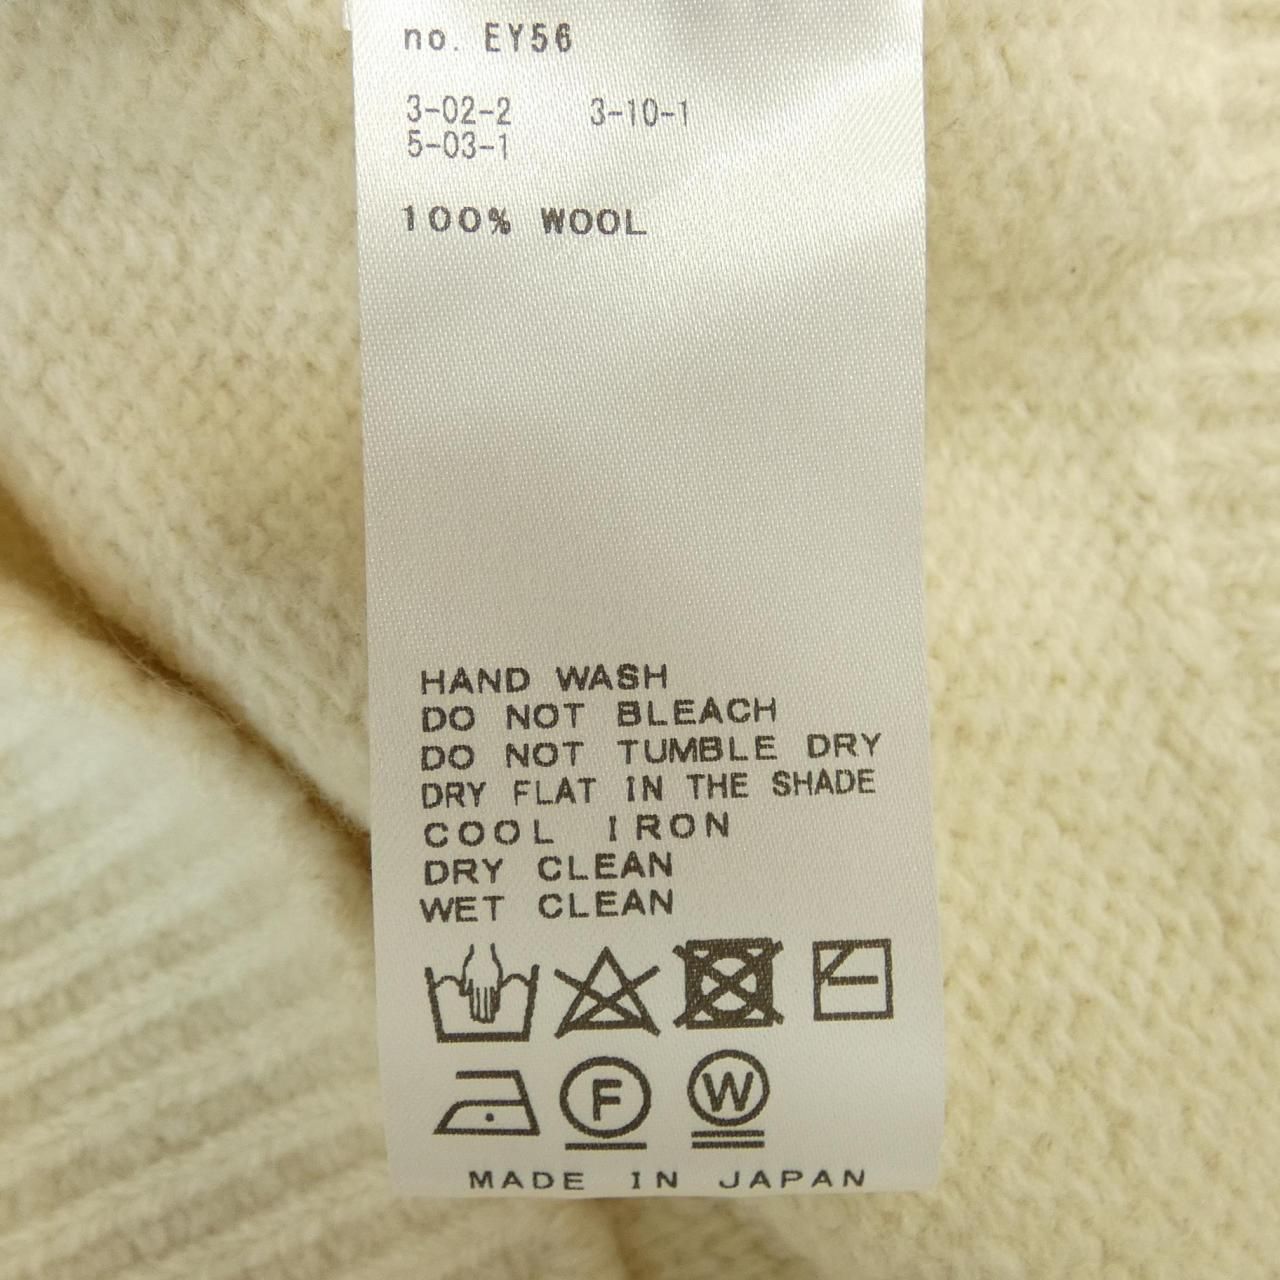 no. EY56
3-02-2 3-10-1
5-03-1
100% WOOL
HAND WASH
DO NOT BLEACH
DO NOT TUMBLE DRY
DRY FLAT IN THE SHADE
COOL IRON
DRY CLEAN
WET CLEAN
F W
MADE IN JAPAN